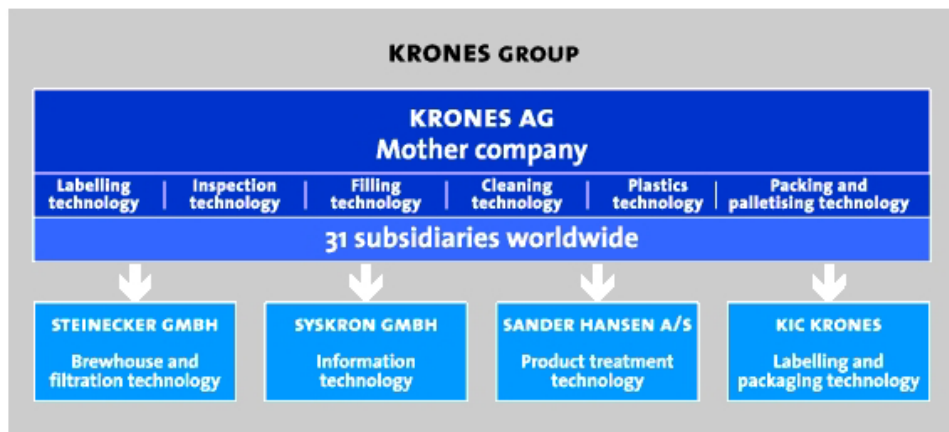 KRONES GROUP
KRONES AG
Mother company
Labelling
technology
Inspection
technology
Filling
technology
Cleaning
technology
Plastics
technology
Packing and
palletising technology
31 subsidiaries worldwide
STEINECKER GMBH
Brewhouse and
filtration technology
SYSKRON GMBH
Information
technology
SANDER HANSEN A/S
Product treatment
technology
KIC KRONES
Labelling and
packaging technology